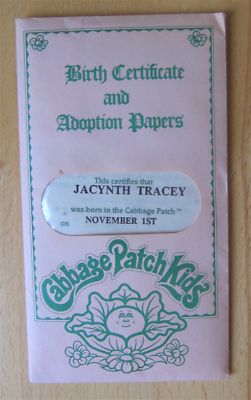 Birth Certificate
and
Adoption Papers
This certifies that
JACYNTH TRACEY
was born in the Cabbage Patch™
on NOVEMBER 1ST
Cabbage Patch Kids